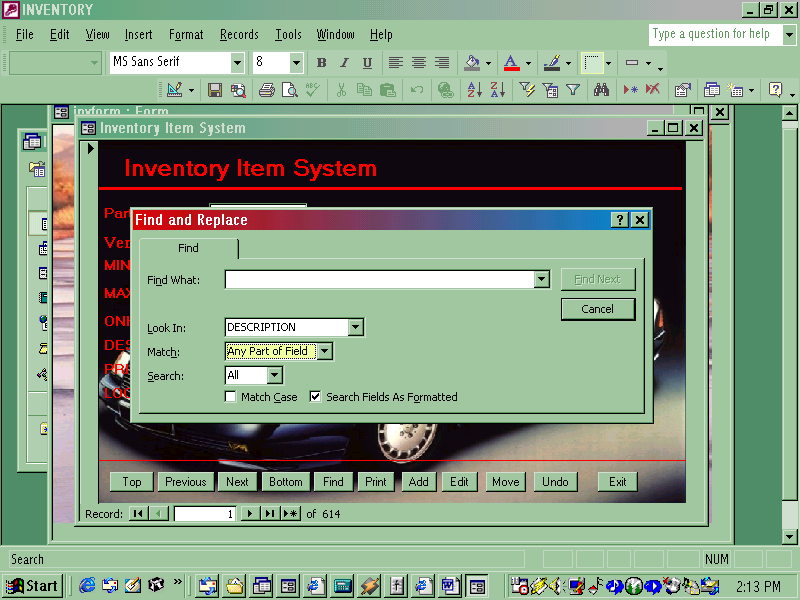 INVENTORY
File Edit View Insert Format Records Tools Window Help
Type a question for help
MS Sans Serif 8 B I U
invform : Form
Inventory Item System
Inventory Item System
Par
Find and Replace
Ver
Find
MIN
Find What: Find Next
MAX
Cancel
Look In: DESCRIPTION
DES
Match: Any Part of Field
PR
Search: All
LOC
Match Case Search Fields As Formatted
Top Previous Next Bottom Find Print Add Edit Move Undo Exit
Record: 1 of 614
Search NUM
Start 2:13 PM